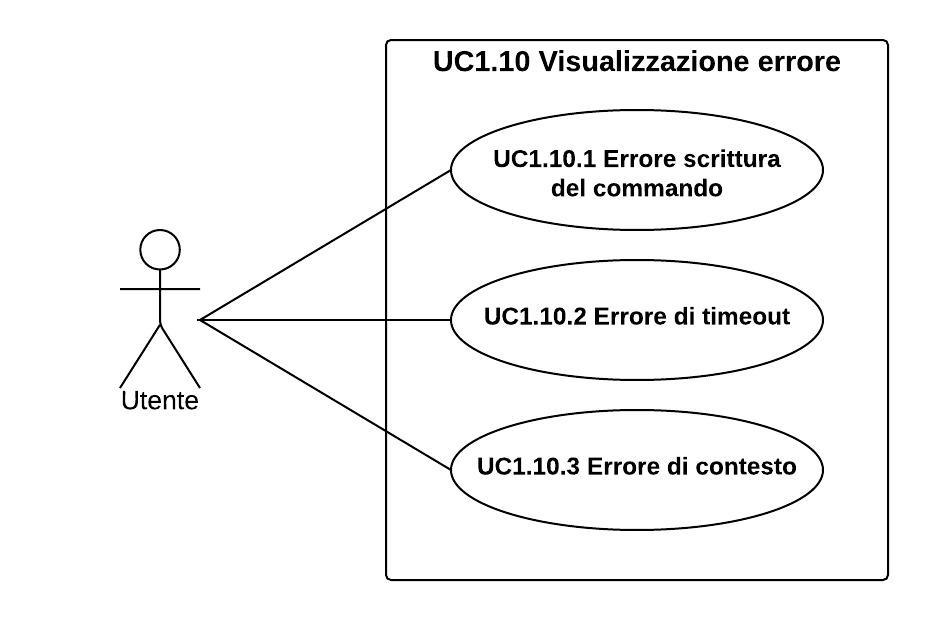 UC1.10 Visualizzazione errore
UC1.10.1 Errore scrittura
del commando
UC1.10.2 Errore di timeout
UC1.10.3 Errore di contesto
Utente